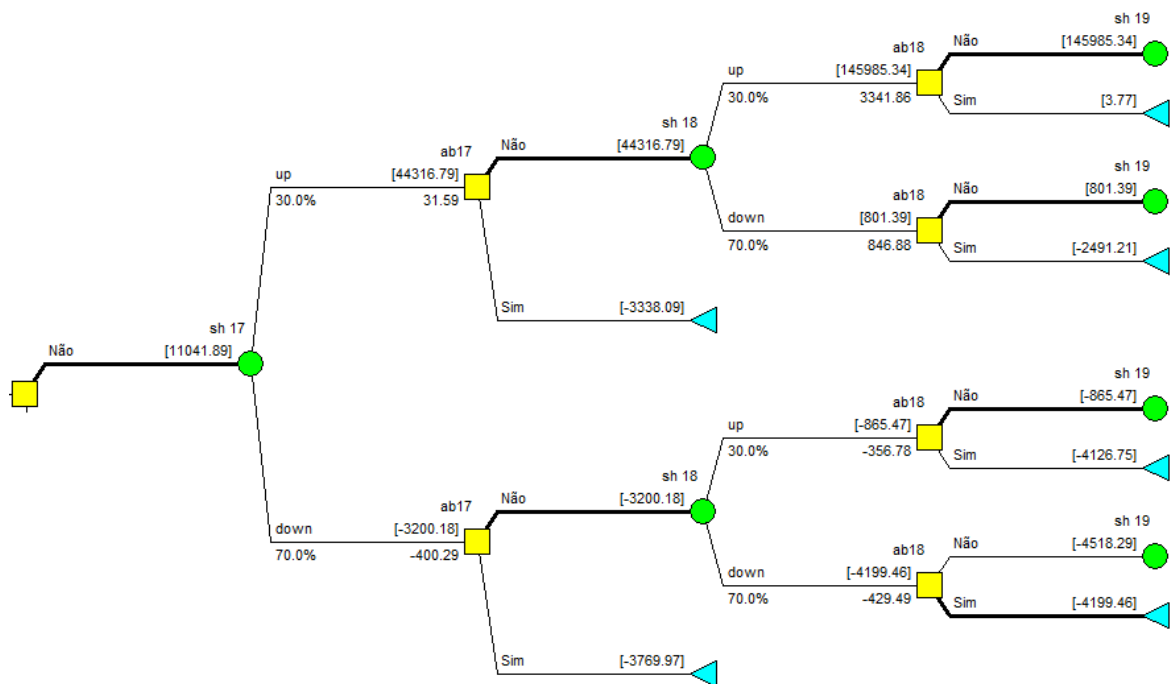 sh 19
Não [145985.34]
ab18
up [145985.34]
30.0% 3341.86
Sim [3.77]
sh 18
Não [44316.79]
ab17
up [44316.79]
30.0% 31.59
sh 19
Não [801.39]
ab18
down [801.39]
70.0% 846.88
Sim [-2491.21]
Sim [-3338.09]
sh 17
Não [11041.89]
sh 19
Não [-865.47]
ab18
up [-865.47]
30.0% -356.78
Sim [-4126.75]
sh 18
Não [-3200.18]
ab17
down [-3200.18]
70.0% -400.29
sh 19
Não [-4518.29]
ab18
down [-4199.46]
70.0% -429.49
Sim [-4199.46]
Sim [-3769.97]